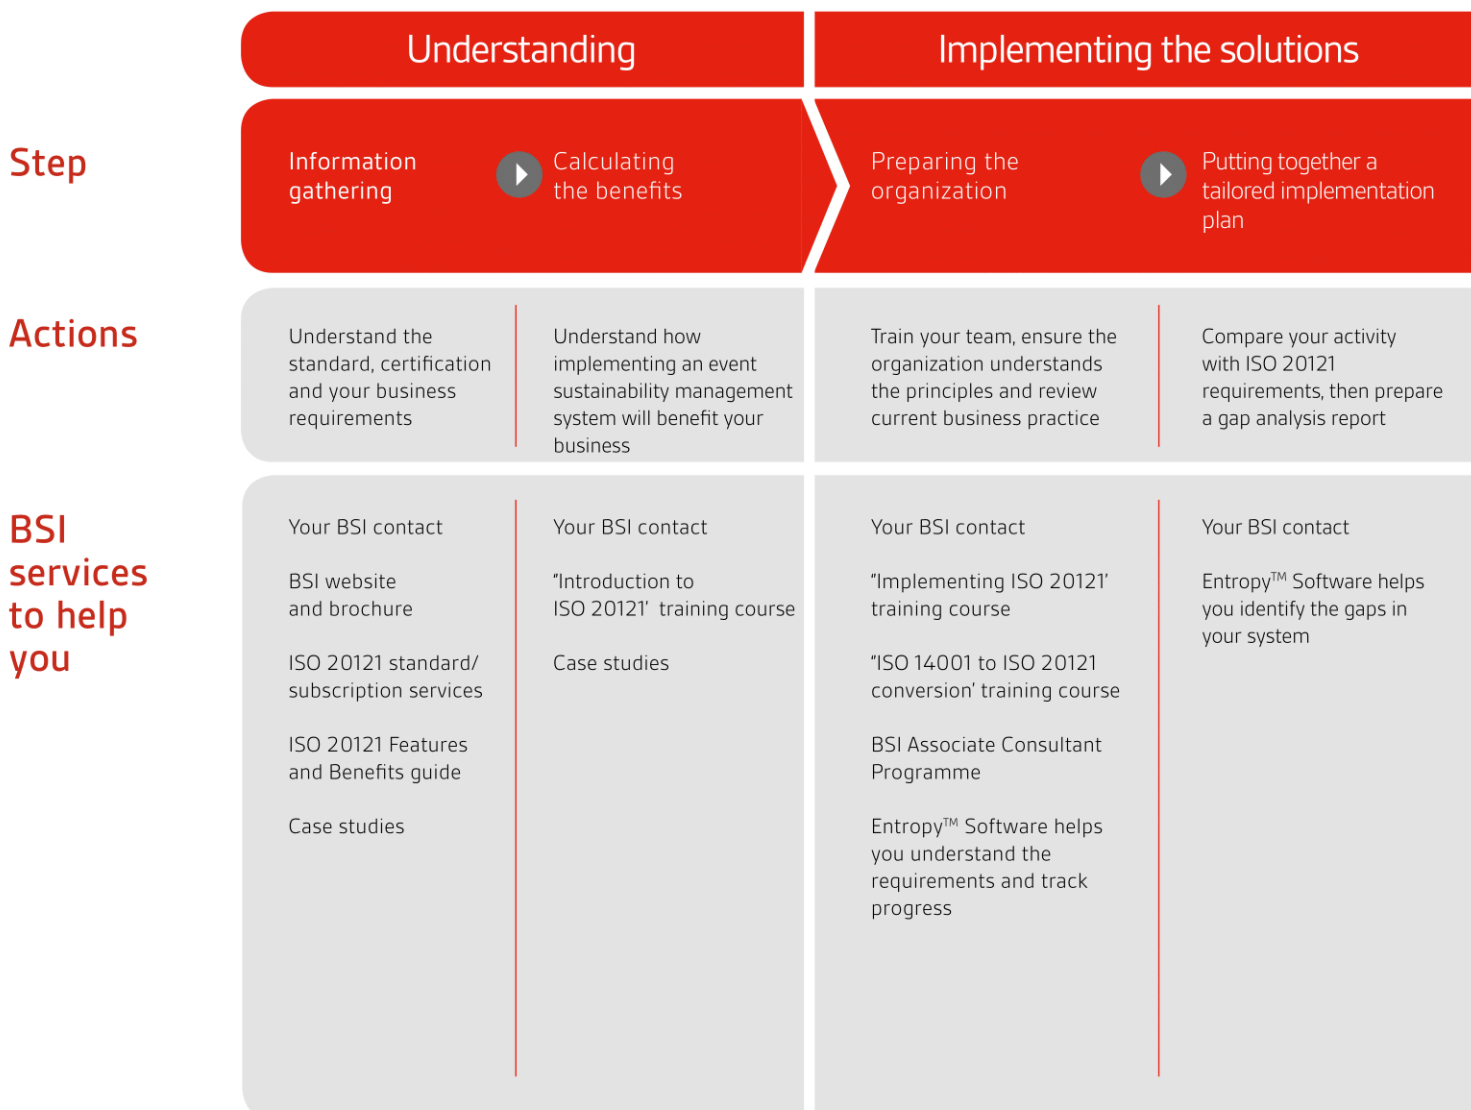 Understanding
Implementing the solutions
Step
Information
gathering
Calculating
the benefits
Preparing the
organization
Putting together a
tailored implementation
plan
Actions
Understand the
standard, certification
and your business
requirements
Understand how
implementing an event
sustainability management
system will benefit your
business
Train your team, ensure the
organization understands
the principles and review
current business practice
Compare your activity
with ISO 20121
requirements, then prepare
a gap analysis report
BSI
services
to help
you
Your BSI contact
BSI website
and brochure
ISO 20121 standard/
subscription services
ISO 20121 Features
and Benefits guide
Case studies
Your BSI contact
“Introduction to
ISO 20121’ training course
Case studies
Your BSI contact
“Implementing ISO 20121’
training course
“ISO 14001 to ISO 20121
conversion’ training course
BSI Associate Consultant
Programme
Entropy™ Software helps
you understand the
requirements and track
progress
Your BSI contact
Entropy™ Software helps
you identify the gaps in
your system